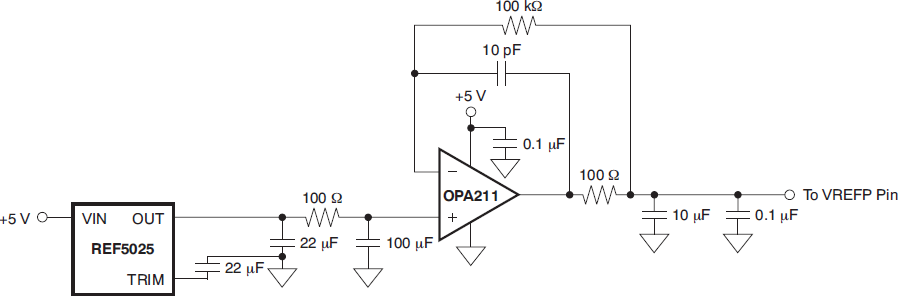 100 kΩ
10 pF
+5 V
0.1 μF
100 Ω
−
OPA211
+
To VREFP Pin
100 Ω
+5 V
VIN OUT
REF5025
TRIM
22 μF
22 μF
100 μF
10 μF
0.1 μF